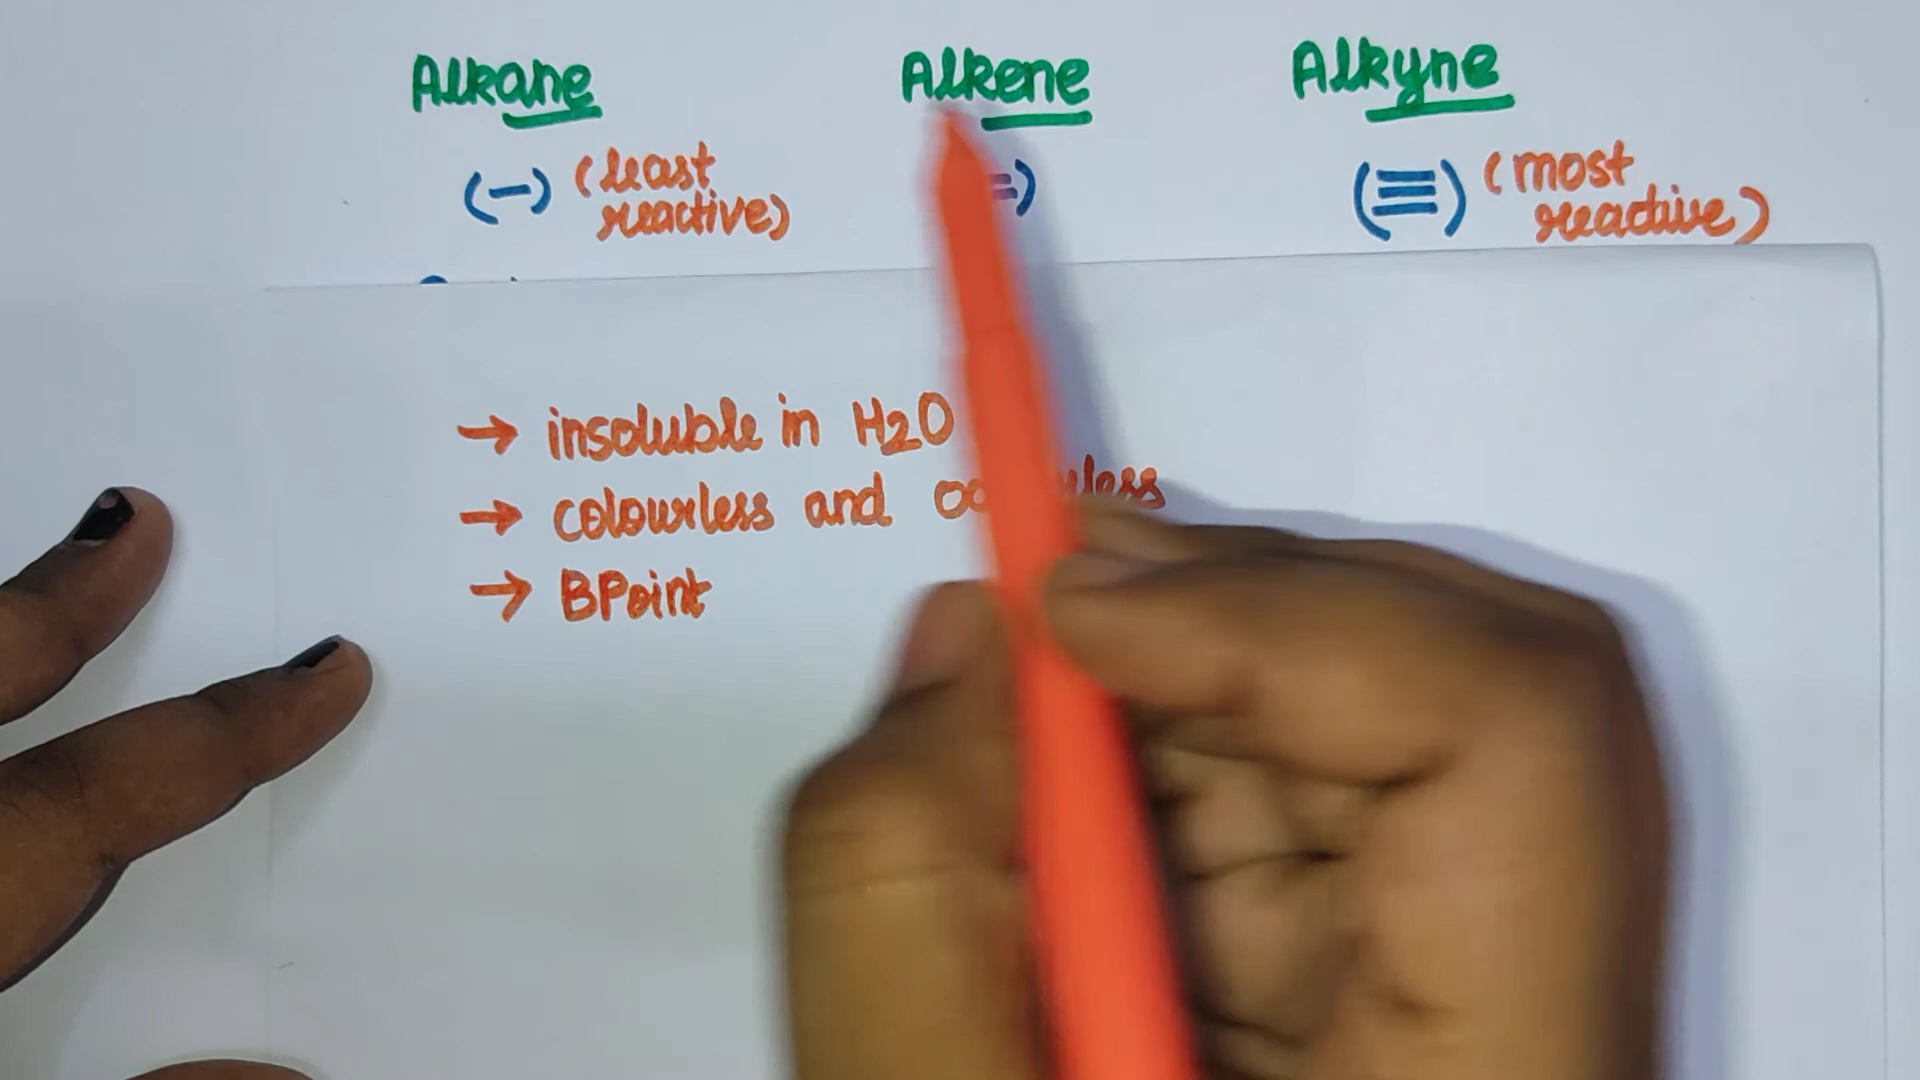 Alkane Alkene Alkyne
(−) (least reactive) =) (≡) (most reactive)
→ insoluble in H2O
→ colourless and
→ BPoint